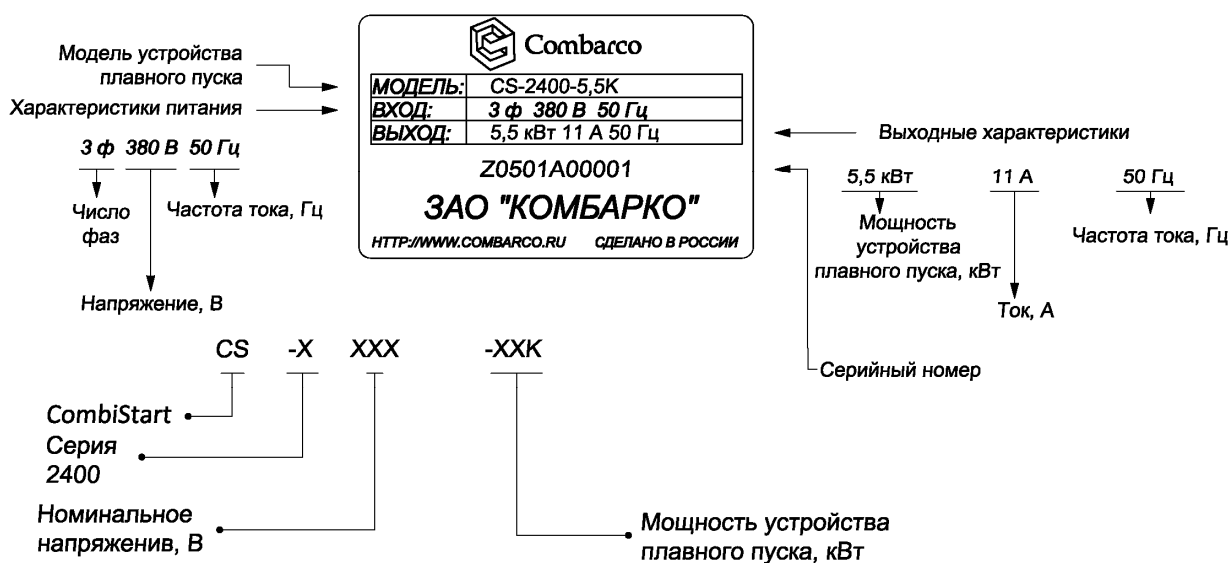 Combarco
Модель устройства
плавного пуска
МОДЕЛЬ: CS-2400-5,5K
Характеристики питания
ВХОД: 3 ф 380 В 50 Гц
ВЫХОД: 5,5 кВт 11 А 50 Гц
Выходные характеристики
3 ф 380 В 50 Гц
Z0501A00001
5,5 кВт 11 А 50 Гц
Число
фаз
Частота тока, Гц
ЗАО "КОМБАРКО"
Мощность
устройства
плавного пуска, кВт
Частота тока, Гц
HTTP://WWW.COMBARCO.RU СДЕЛАНО В РОССИИ
Напряжение, В
Ток, А
CS -X XXX -XXK
Серийный номер
CombiStart
Серия
2400
Номинальное
напряженив, В
Мощность устройства
плавного пуска, кВт